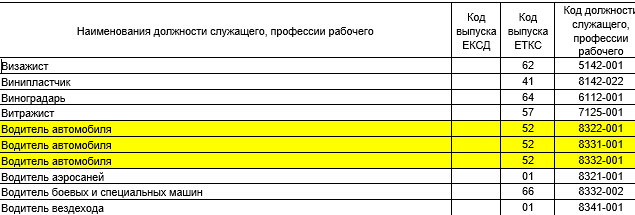 Наименования должности служащего, профессии рабочего
Код
выпуска
ЕКСД
Код
выпуска
ЕТКС
Код должности
служащего,
профессии
рабочего
Визажист 62 5142-001
Винипластчик 41 8142-022
Виноградарь 64 6112-001
Витражист 57 7125-001
Водитель автомобиля 52 8322-001
Водитель автомобиля 52 8331-001
Водитель автомобиля 52 8332-001
Водитель аэросаней 01 8321-001
Водитель боевых и специальных машин 66 8332-002
Водитель вездехода 01 8341-001